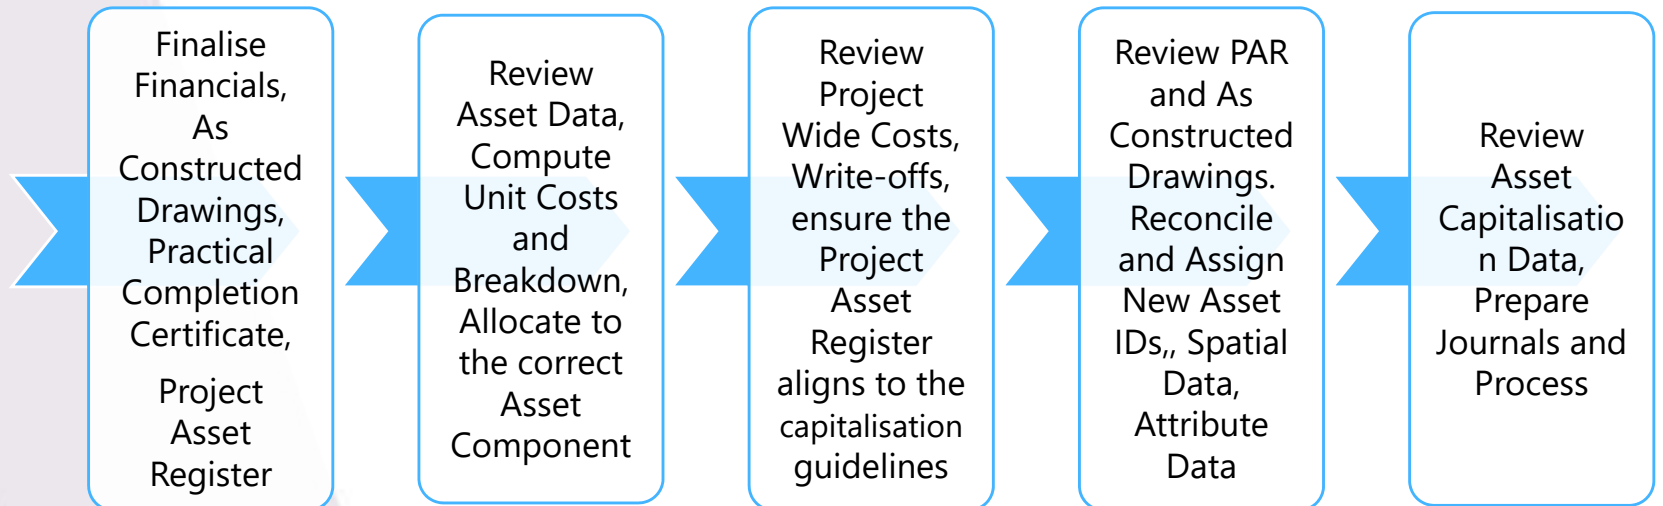 Finalise
Financials,
As
Constructed
Drawings,
Practical
Completion
Certificate,
Project
Asset
Register
Review
Asset Data,
Compute
Unit Costs
and
Breakdown,
Allocate to
the correct
Asset
Component
Review
Project
Wide Costs,
Write-offs,
ensure the
Project
Asset
Register
aligns to the
capitalisation
guidelines
Review PAR
and As
Constructed
Drawings.
Reconcile
and Assign
New Asset
IDs,, Spatial
Data,
Attribute
Data
Review
Asset
Capitalisatio
n Data,
Prepare
Journals and
Process